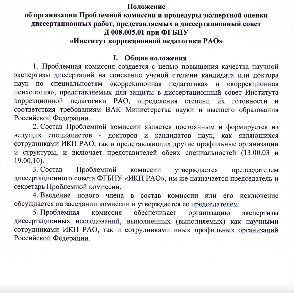 Положение
об организации Проблемной комиссии и процедуры экспертной оценки
диссертационных работ, представляемых в диссертационный совет
Д 008.005.01 при ФГБНУ
«Институт коррекционной педагогики РАО»
I. Общие положения
1. Проблемная комиссия создается с целью повышения качества научной
экспертизы диссертаций на соискание ученой степени кандидата или доктора
наук по специальностям «коррекционная педагогика» и «коррекционная
психология», представляемых для защиты в диссертационный совет Института
коррекционной педагогики РАО, определения степени их готовности и
соответствия требованиям ВАК Министерства науки и высшего образования
Российской Федерации.
2. Состав Проблемной комиссии является постоянным и формируется из
ведущих специалистов - докторов и кандидатов наук, как являющихся
сотрудниками ИКП РАО, так и представляющих другие профильные организации
и структуры, и включает представителей обеих специальностей (13.00.03 и
19.00.10).
3. Состав Проблемной комиссии утверждается председателем
диссертационного совета ФГБНУ «ИКП РАО», им же назначается председатель и
секретарь Проблемной комиссии.
4. Введение нового члена в состав комиссии или его исключение
обсуждается на заседании комиссии и утверждается ее председателем.
5. Проблемная комиссия обеспечивает организацию экспертизы
диссертационных исследований, выполненных (выполняемых) как научными
сотрудниками ИКП РАО, так и сотрудниками иных профильных организаций
Российской Федерации.